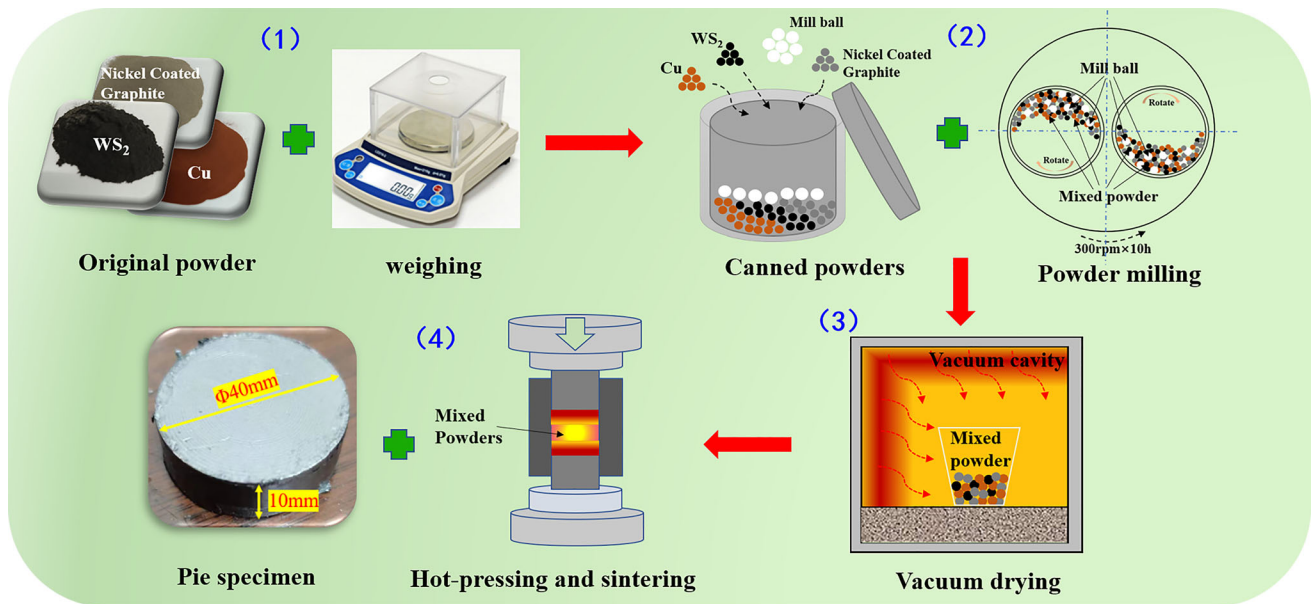 (1)
Nickel Coated
Graphite
WS2
Cu
0.00g
Original powder
weighing
Mill ball
WS2
Cu
Nickel Coated
Graphite
Canned powders
(2)
Mill ball
Rotate
Rotate
Mixed powder
300rpm×10h
Powder milling
(3)
Vacuum cavity
Mixed
powder
Vacuum drying
(4)
Mixed
Powders
Hot-pressing and sintering
Φ40mm
10mm
Pie specimen